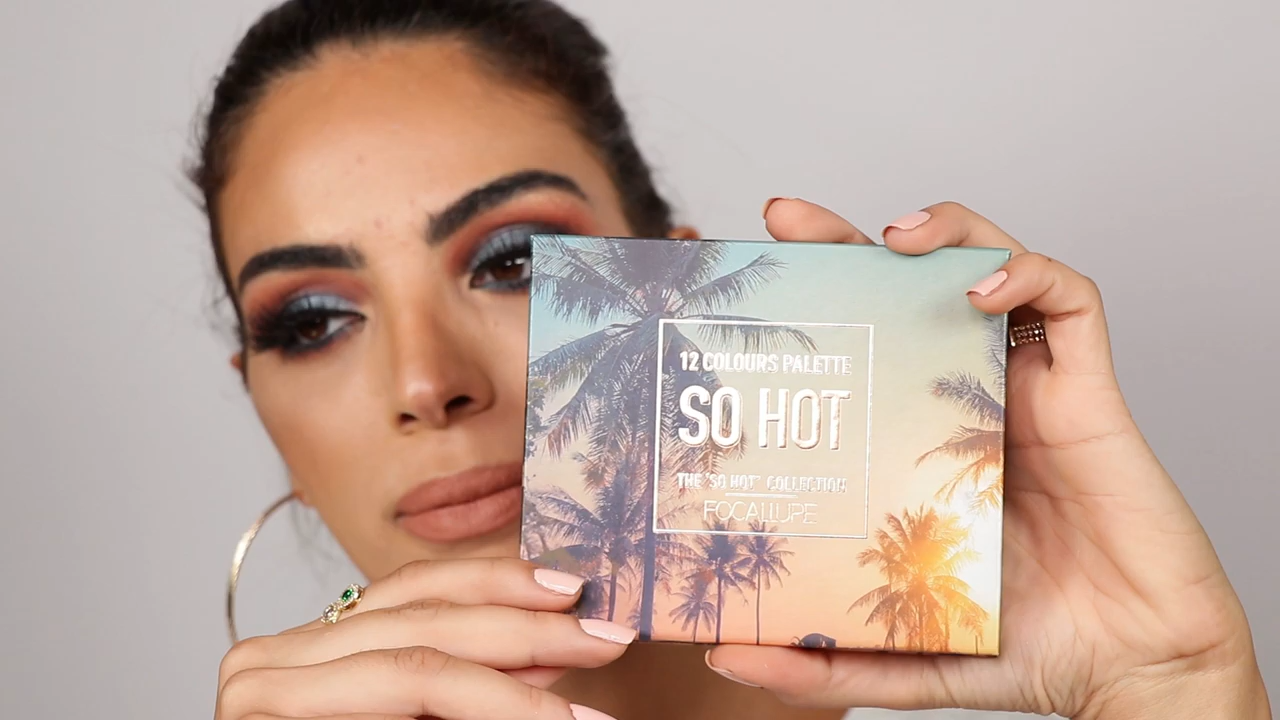 12 COLOURS PALETTE
SO HOT
THE "SO HOT" COLLECTION
FOCALLURE